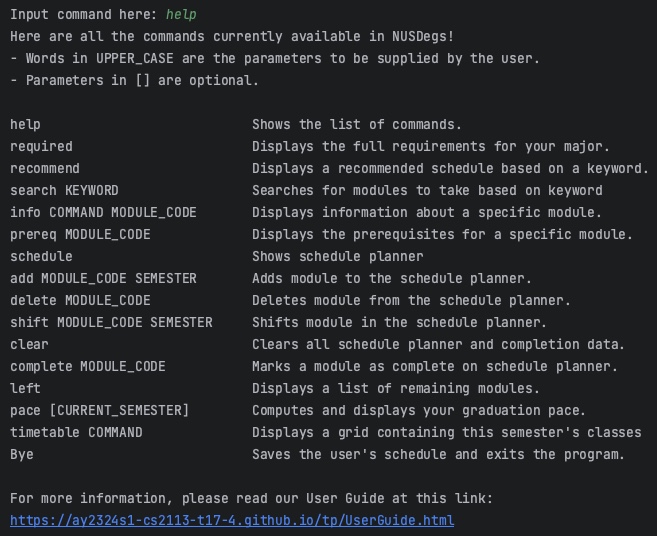 Input command here: help
Here are all the commands currently available in NUSDegs!
- Words in UPPER_CASE are the parameters to be supplied by the user.
- Parameters in [] are optional.
help Shows the list of commands.
required Displays the full requirements for your major.
recommend Displays a recommended schedule based on a keyword.
search KEYWORD Searches for modules to take based on keyword
info COMMAND MODULE_CODE Displays information about a specific module.
prereq MODULE_CODE Displays the prerequisites for a specific module.
schedule Shows schedule planner
add MODULE_CODE SEMESTER Adds module to the schedule planner.
delete MODULE_CODE Deletes module from the schedule planner.
shift MODULE_CODE SEMESTER Shifts module in the schedule planner.
clear Clears all schedule planner and completion data.
complete MODULE_CODE Marks a module as complete on schedule planner.
left Displays a list of remaining modules.
pace [CURRENT_SEMESTER] Computes and displays your graduation pace.
timetable COMMAND Displays a grid containing this semester's classes
Bye Saves the user's schedule and exits the program.
For more information, please read our User Guide at this link:
https://ay2324s1-cs2113-t17-4.github.io/tp/UserGuide.html